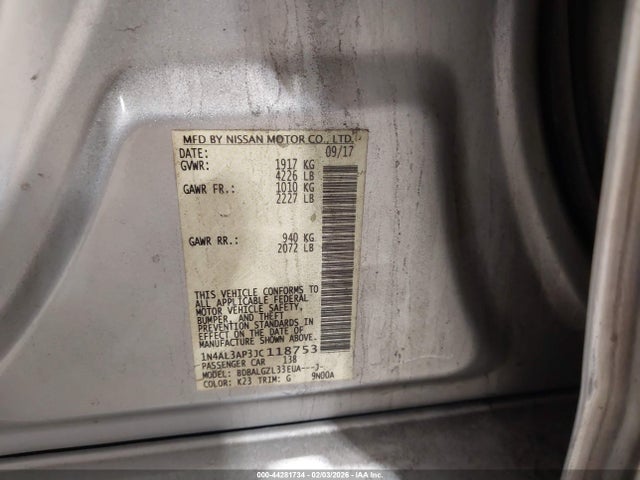 MFD BY NISSAN MOTOR CO., LTD.
DATE: 09/17
GVWR: 1917 KG
4226 LB
GAWR FR.: 1010 KG
2227 LB
GAWR RR.: 940 KG
2072 LB
THIS VEHICLE CONFORMS TO
ALL APPLICABLE FEDERAL
MOTOR VEHICLE SAFETY,
BUMPER, AND THEFT
PREVENTION STANDARDS IN
EFFECT ON THE DATE OF
MANUFACTURE SHOWN ABOVE.
1N4AL3AP3JC118753
PASSENGER CAR 138
MODEL: BDBALGZL33EUA---J-
COLOR: K23 TRIM: G 9N00A
000-44281734 - 02/03/2026 - © IAA Inc.